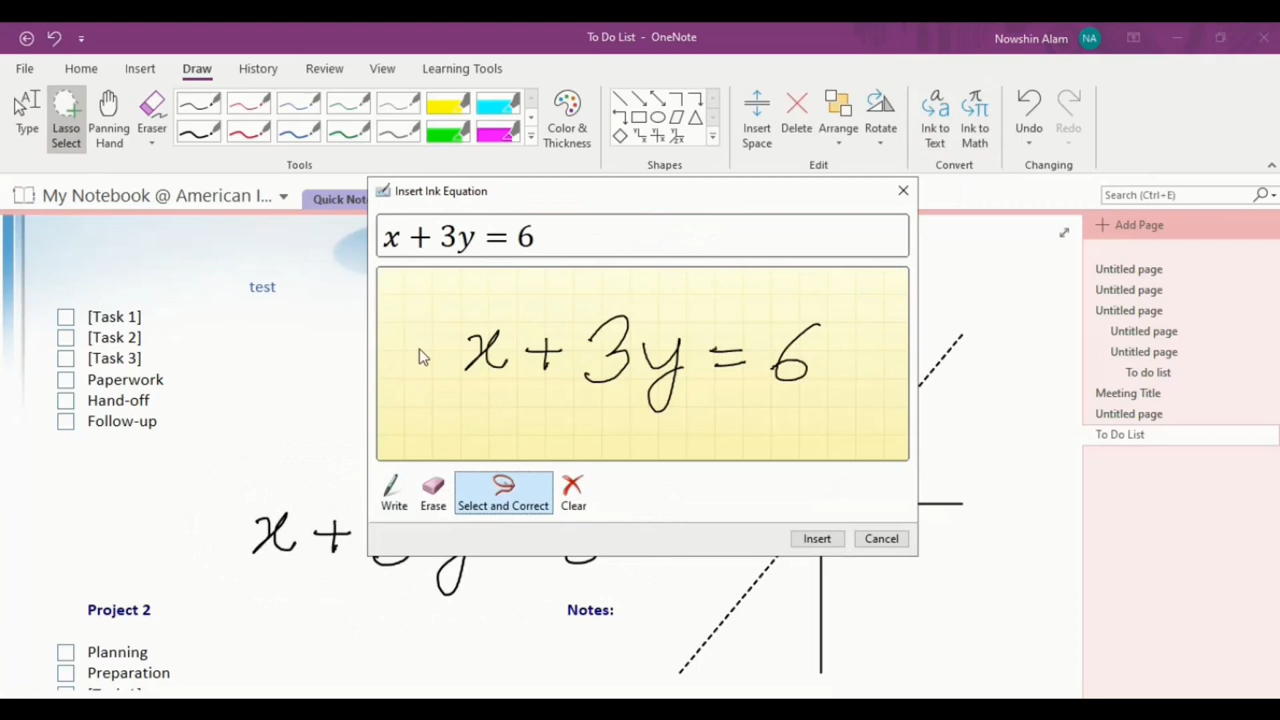 To Do List - OneNote
Nowshin Alam NA
File Home Insert Draw History Review View Learning Tools
Type
Lasso Select
Panning Hand
Eraser
Color & Thickness
Insert Space
Delete
Arrange
Rotate
Ink to Text
Ink to Math
Undo
Redo
Tools Shapes Edit Convert Changing
My Notebook @ American I...
Quick Not
Search (Ctrl+E)
Insert Ink Equation
x + 3y = 6
x + 3y = 6
Write Erase Select and Correct Clear
Insert Cancel
test
[Task 1]
[Task 2]
[Task 3]
Paperwork
Hand-off
Follow-up
x +
Project 2 Notes:
Planning
Preparation
Add Page
Untitled page
Untitled page
Untitled page
Untitled page
Untitled page
To do list
Meeting Title
Untitled page
To Do List